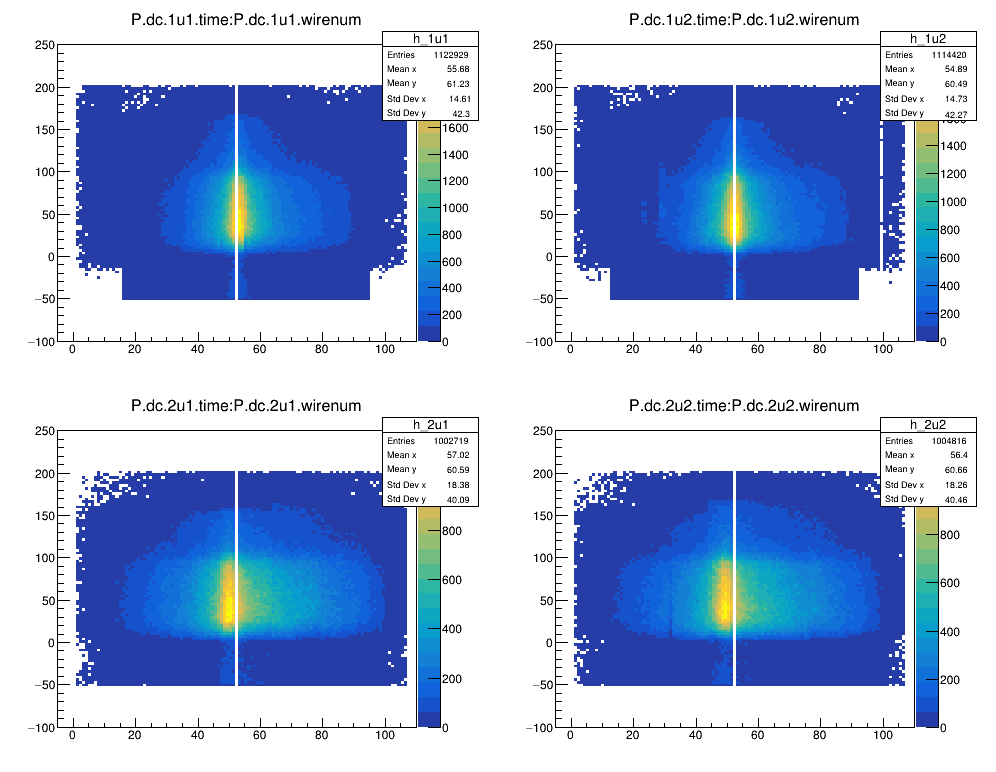 P.dc.1u1.time:P.dc.1u1.wirenum
h_1u1
Entries 1122929
Mean x 55.68
Mean y 61.23
Std Dev x 14.61
Std Dev y 42.3
250
200
150
100
50
0
−50
−100
0 20 40 60 80 100
1600
1400
1200
1000
800
600
400
200
0
P.dc.1u2.time:P.dc.1u2.wirenum
h_1u2
Entries 1114420
Mean x 54.89
Mean y 60.49
Std Dev x 14.73
Std Dev y 42.27
250
200
150
100
50
0
−50
−100
0 20 40 60 80 100
1600
1400
1200
1000
800
600
400
200
0
P.dc.2u1.time:P.dc.2u1.wirenum
h_2u1
Entries 1002719
Mean x 57.02
Mean y 60.59
Std Dev x 18.38
Std Dev y 40.09
250
200
150
100
50
0
−50
−100
0 20 40 60 80 100
800
600
400
200
0
P.dc.2u2.time:P.dc.2u2.wirenum
h_2u2
Entries 1004816
Mean x 56.4
Mean y 60.66
Std Dev x 18.26
Std Dev y 40.46
250
200
150
100
50
0
−50
−100
0 20 40 60 80 100
800
600
400
200
0